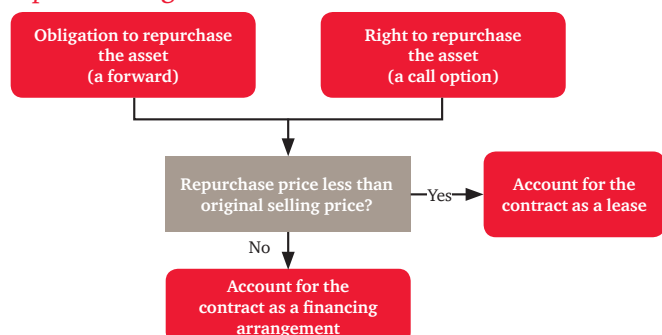 Obligation to repurchase
the asset
(a forward)
Right to repurchase
the asset
(a call option)
Repurchase price less than
original selling price?
Yes
Account for the
contract as a lease
No
Account for the
contract as a financing
arrangement